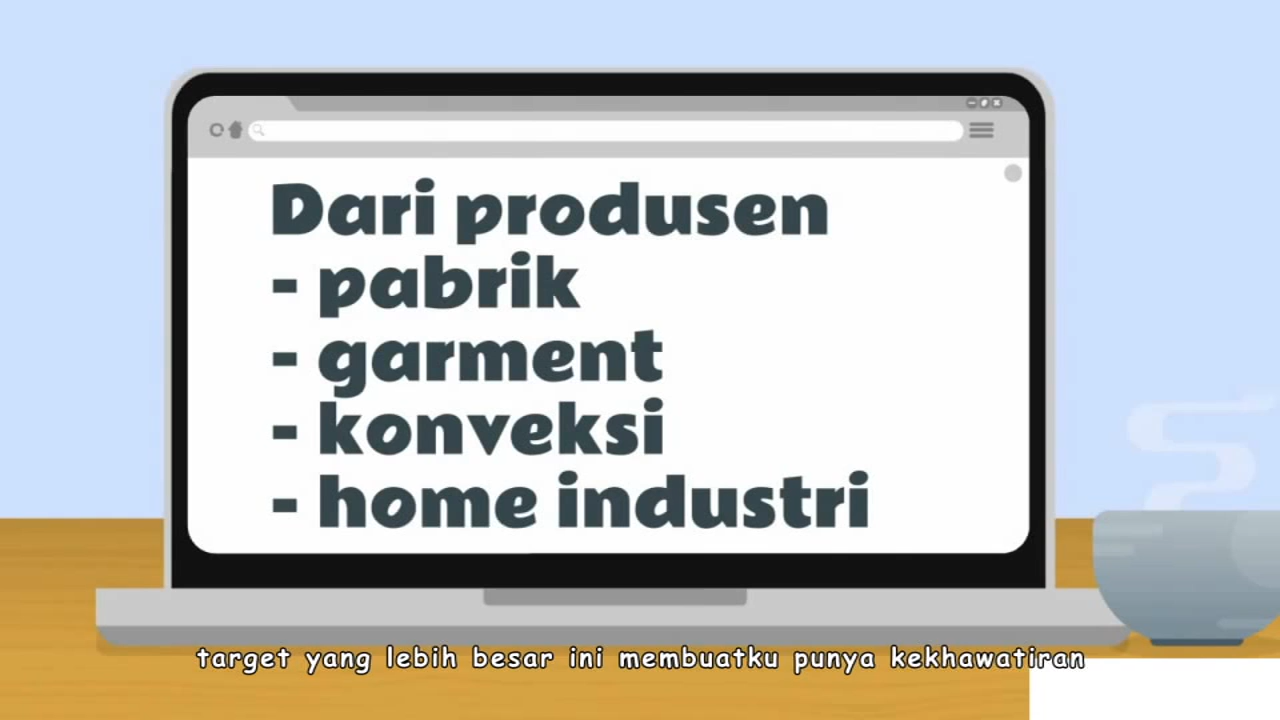 Dari produsen
- pabrik
- garment
- konveksi
- home industri
target yang lebih besar ini membuatku punya kekhawatiran